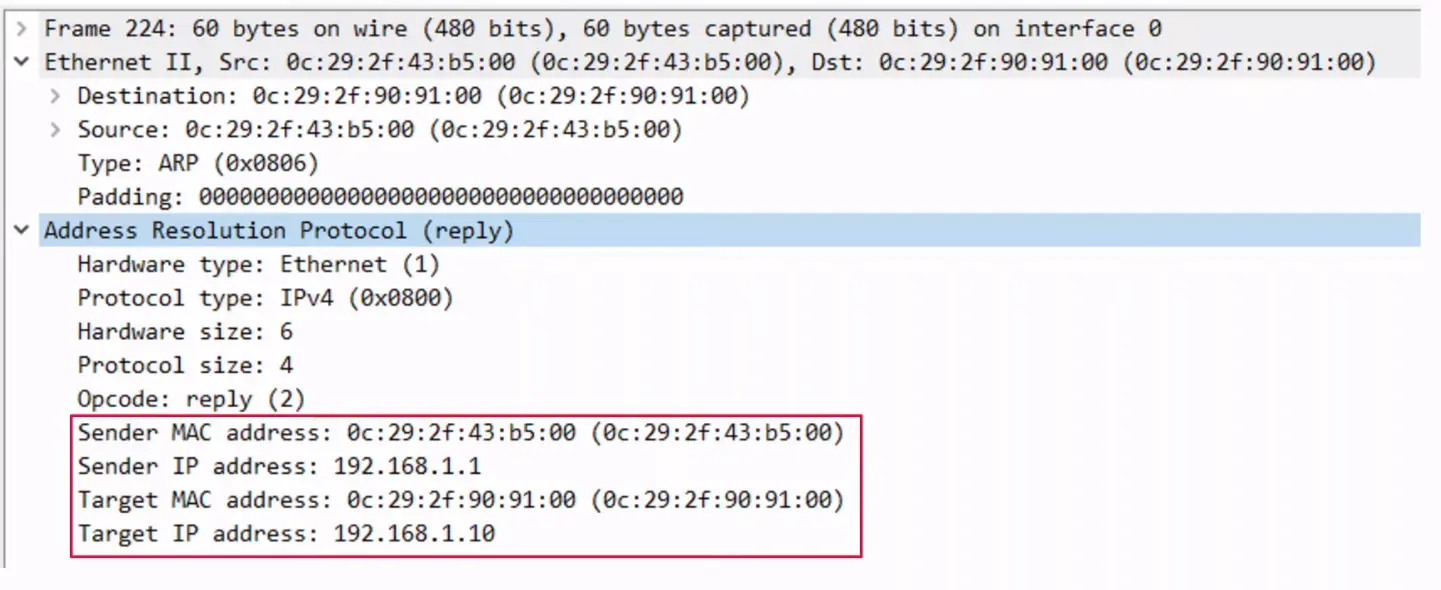 Frame 224: 60 bytes on wire (480 bits), 60 bytes captured (480 bits) on interface 0
Ethernet II, Src: 0c:29:2f:43:b5:00 (0c:29:2f:43:b5:00), Dst: 0c:29:2f:90:91:00 (0c:29:2f:90:91:00)
Destination: 0c:29:2f:90:91:00 (0c:29:2f:90:91:00)
Source: 0c:29:2f:43:b5:00 (0c:29:2f:43:b5:00)
Type: ARP (0x0806)
Padding: 000000000000000000000000000000000000
Address Resolution Protocol (reply)
Hardware type: Ethernet (1)
Protocol type: IPv4 (0x0800)
Hardware size: 6
Protocol size: 4
Opcode: reply (2)
Sender MAC address: 0c:29:2f:43:b5:00 (0c:29:2f:43:b5:00)
Sender IP address: 192.168.1.1
Target MAC address: 0c:29:2f:90:91:00 (0c:29:2f:90:91:00)
Target IP address: 192.168.1.10